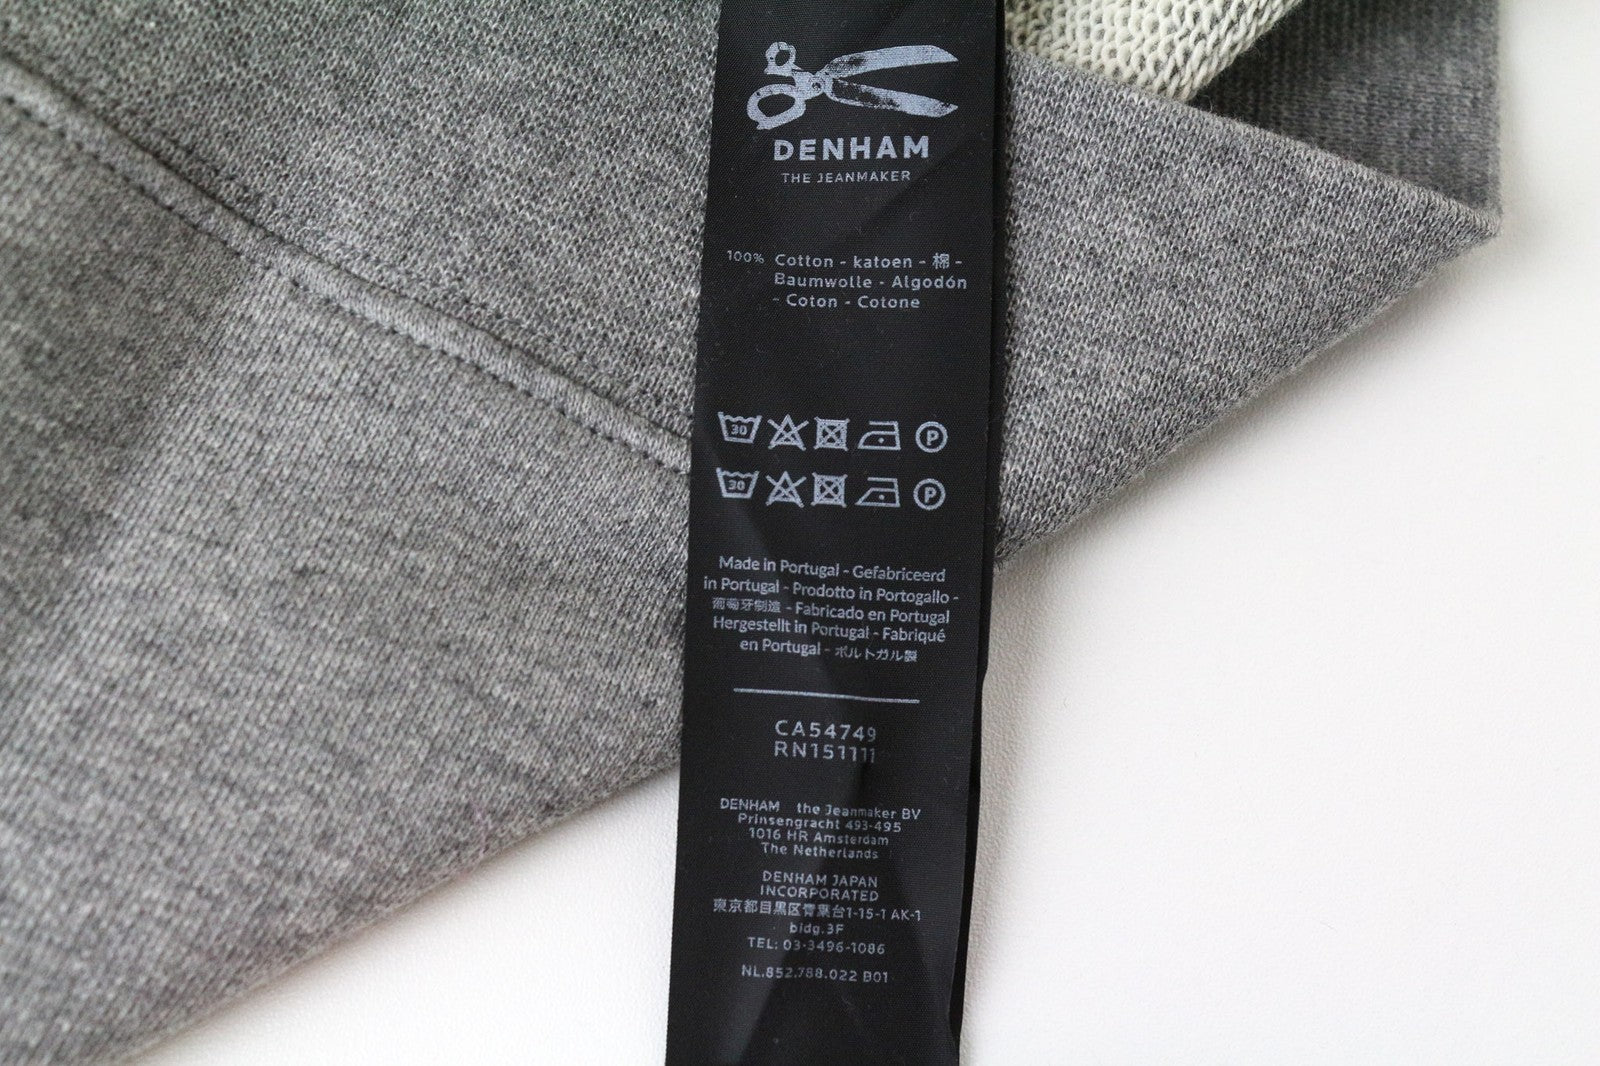 DENHAM
THE JEANMAKER
100% Cotton - katoen - 棉 -
Baumwolle - Algodón
- Coton - Cotone
30 P
30 P
Made in Portugal - Gefabriceerd
in Portugal - Prodotto in Portogallo -
葡萄牙制造 - Fabricado en Portugal
Hergestellt in Portugal - Fabriqué
en Portugal - ポルトガル製
CA54749
RN151111
DENHAM the Jeanmaker BV
Prinsengracht 493-495
1016 HR Amsterdam
The Netherlands
DENHAM JAPAN
INCORPORATED
東京都目黒区青葉台1-15-1 AK-1
bidg.3F
TEL: 03-3496-1086
NL.852.788.022 B01